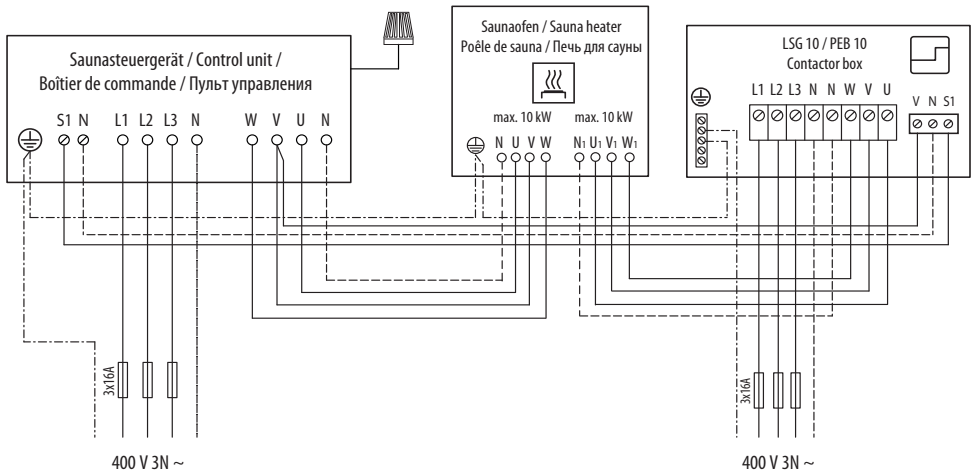 Saunasteuergerät / Control unit /
Boîtier de commande / Пульт управления
S1 N L1 L2 L3 N W V U N
Saunaofen / Sauna heater
Poêle de sauna / Печь для сауны
max. 10 kW max. 10 kW
N U V W N1 U1 V1 W1
LSG 10 / PEB 10
Contactor box
L1 L2 L3 N N W V U
V N S1
3x16A
400 V 3N ~
3x16A
400 V 3N ~